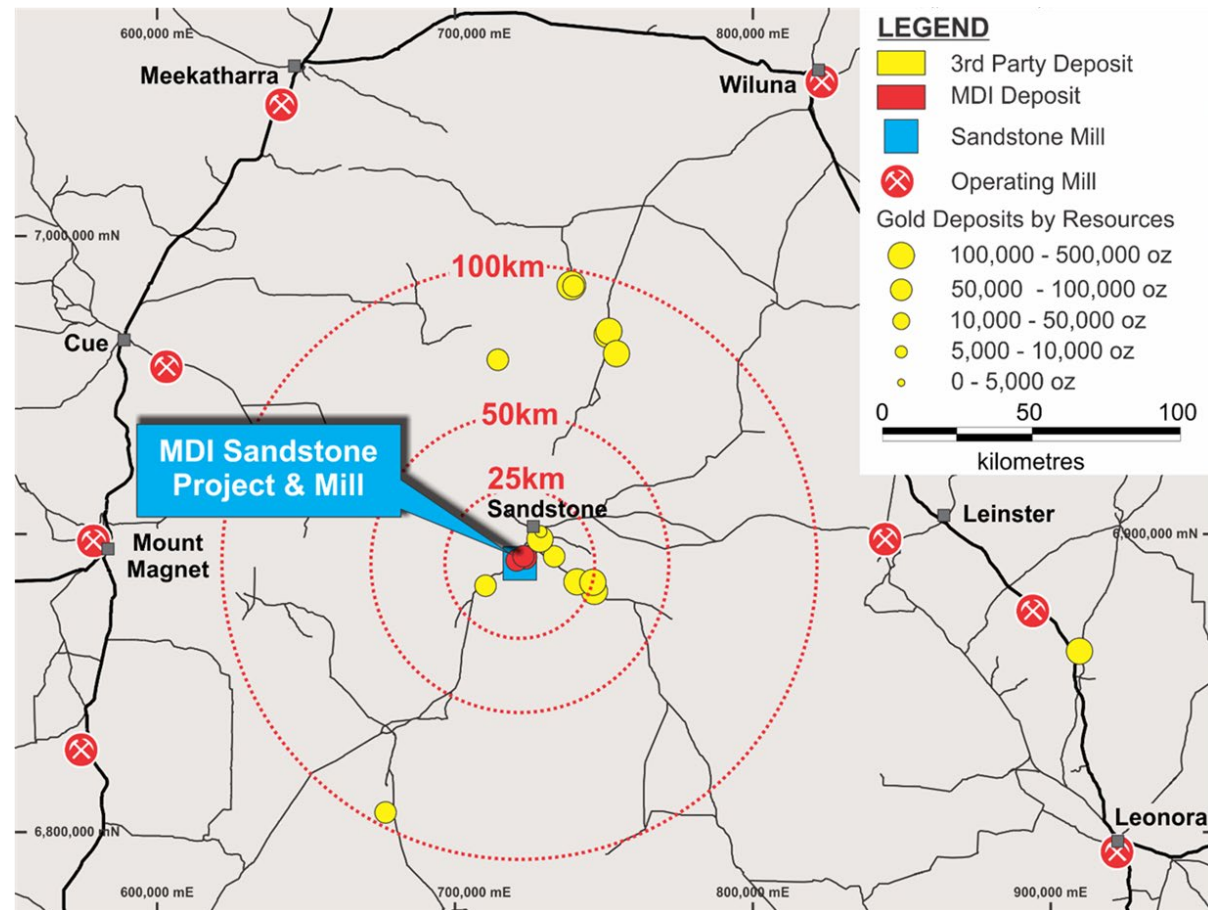 600,000 mE
700,000 mE
800,000 mE
Meekatharra
Wiluna
7,000,000 mN
100km
Cue
50km
MDI Sandstone
Project & Mill
25km
Sandstone
Leinster
6,900,000 mN
Mount
Magnet
6,800,000 mN
Leonora
600,000 mE
700,000 mE
800,000 mE
900,000 mE
LEGEND
3rd Party Deposit
MDI Deposit
Sandstone Mill
Operating Mill
Gold Deposits by Resources
100,000 - 500,000 oz
50,000 - 100,000 oz
10,000 - 50,000 oz
5,000 - 10,000 oz
0 - 5,000 oz
0 50 100
kilometres